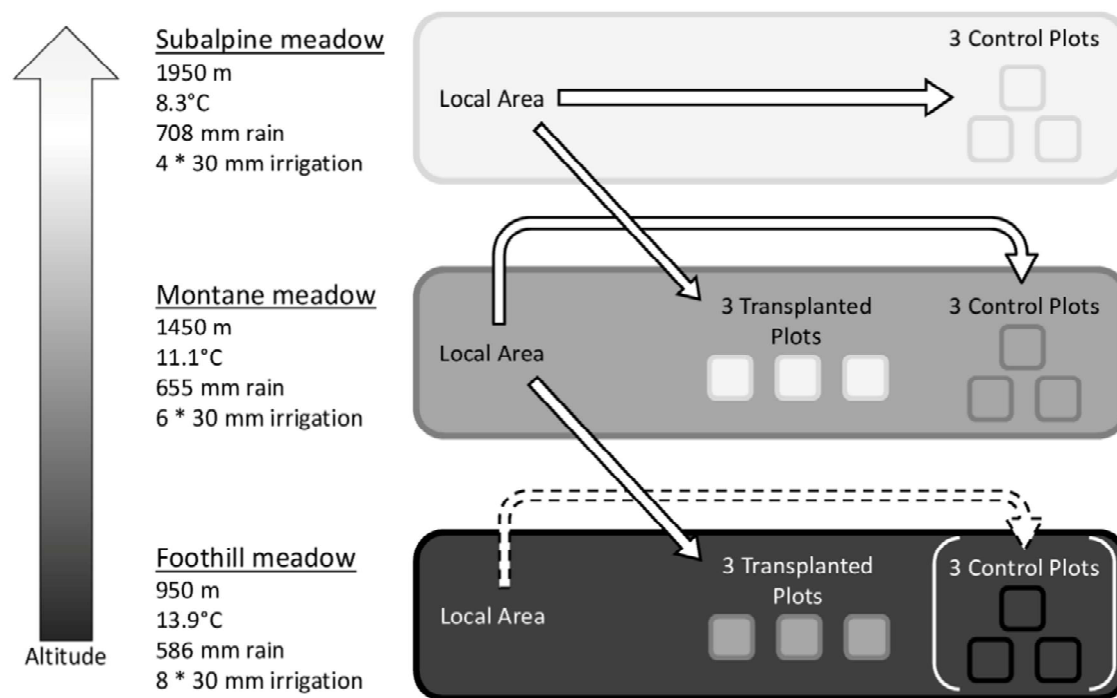 Subalpine meadow
1950 m
8.3°C
708 mm rain
4 * 30 mm irrigation
3 Control Plots
Local Area
Montane meadow
1450 m
11.1°C
655 mm rain
6 * 30 mm irrigation
3 Transplanted
Plots
3 Control Plots
Local Area
Foothill meadow
950 m
13.9°C
586 mm rain
8 * 30 mm irrigation
3 Transplanted
Plots
3 Control Plots
Local Area
Altitude